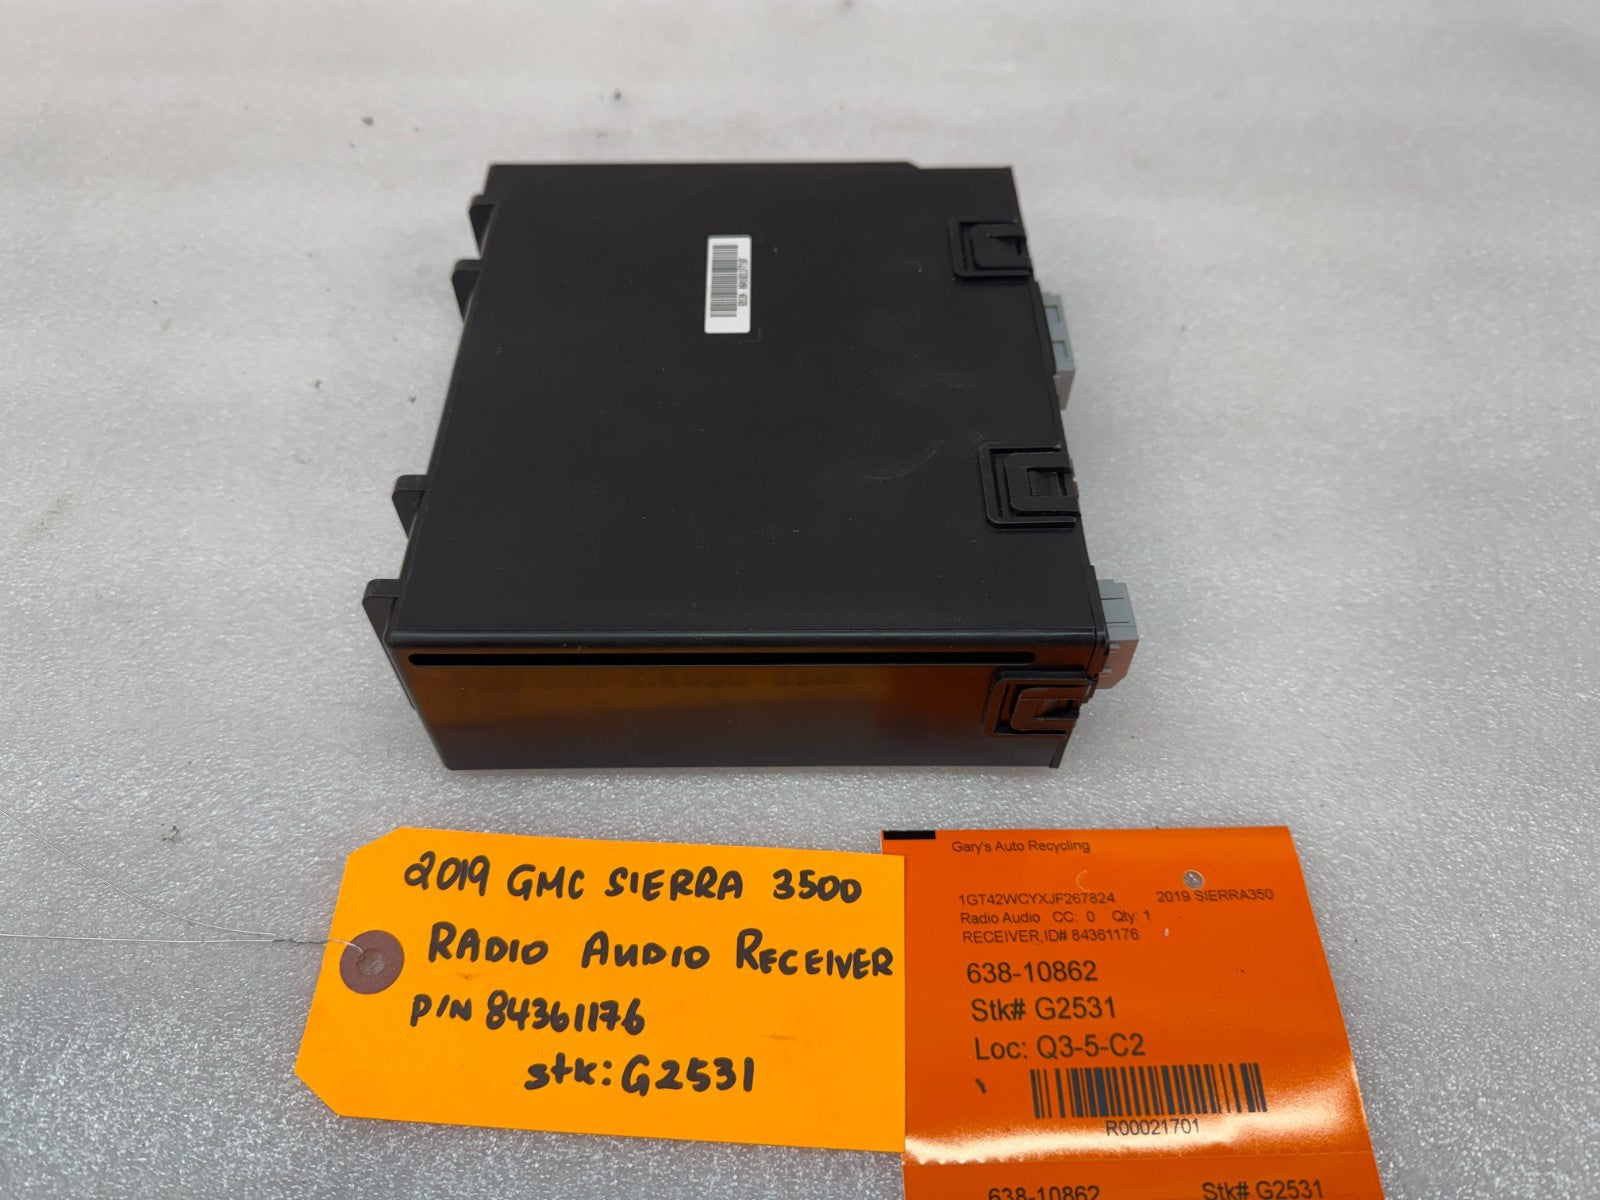 2019 GMC SIERRA 3500
RADIO AUDIO RECEIVER
P/N 84361176
stk: G2531
Gary's Auto Recycling
1GT42WCYXJF267824 2019 SIERRA350
Radio Audio CC: 0 Qty: 1
RECEIVER, ID# 84361176
638-10862
Stk# G2531
Loc: Q3-5-C2
R00021701
638-10862 Stk# G2531